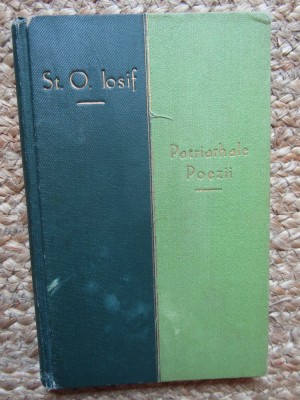 St. O. Iosif
Patriarhale
Poezii